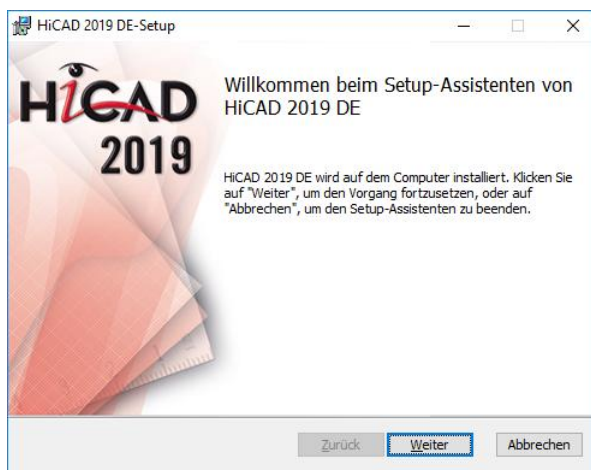 HiCAD 2019 DE-Setup
HiCAD
2019
Willkommen beim Setup-Assistenten von
HiCAD 2019 DE
HiCAD 2019 DE wird auf dem Computer installiert. Klicken Sie
auf "Weiter", um den Vorgang fortzusetzen, oder auf
"Abbrechen", um den Setup-Assistenten zu beenden.
Zurück Weiter Abbrechen